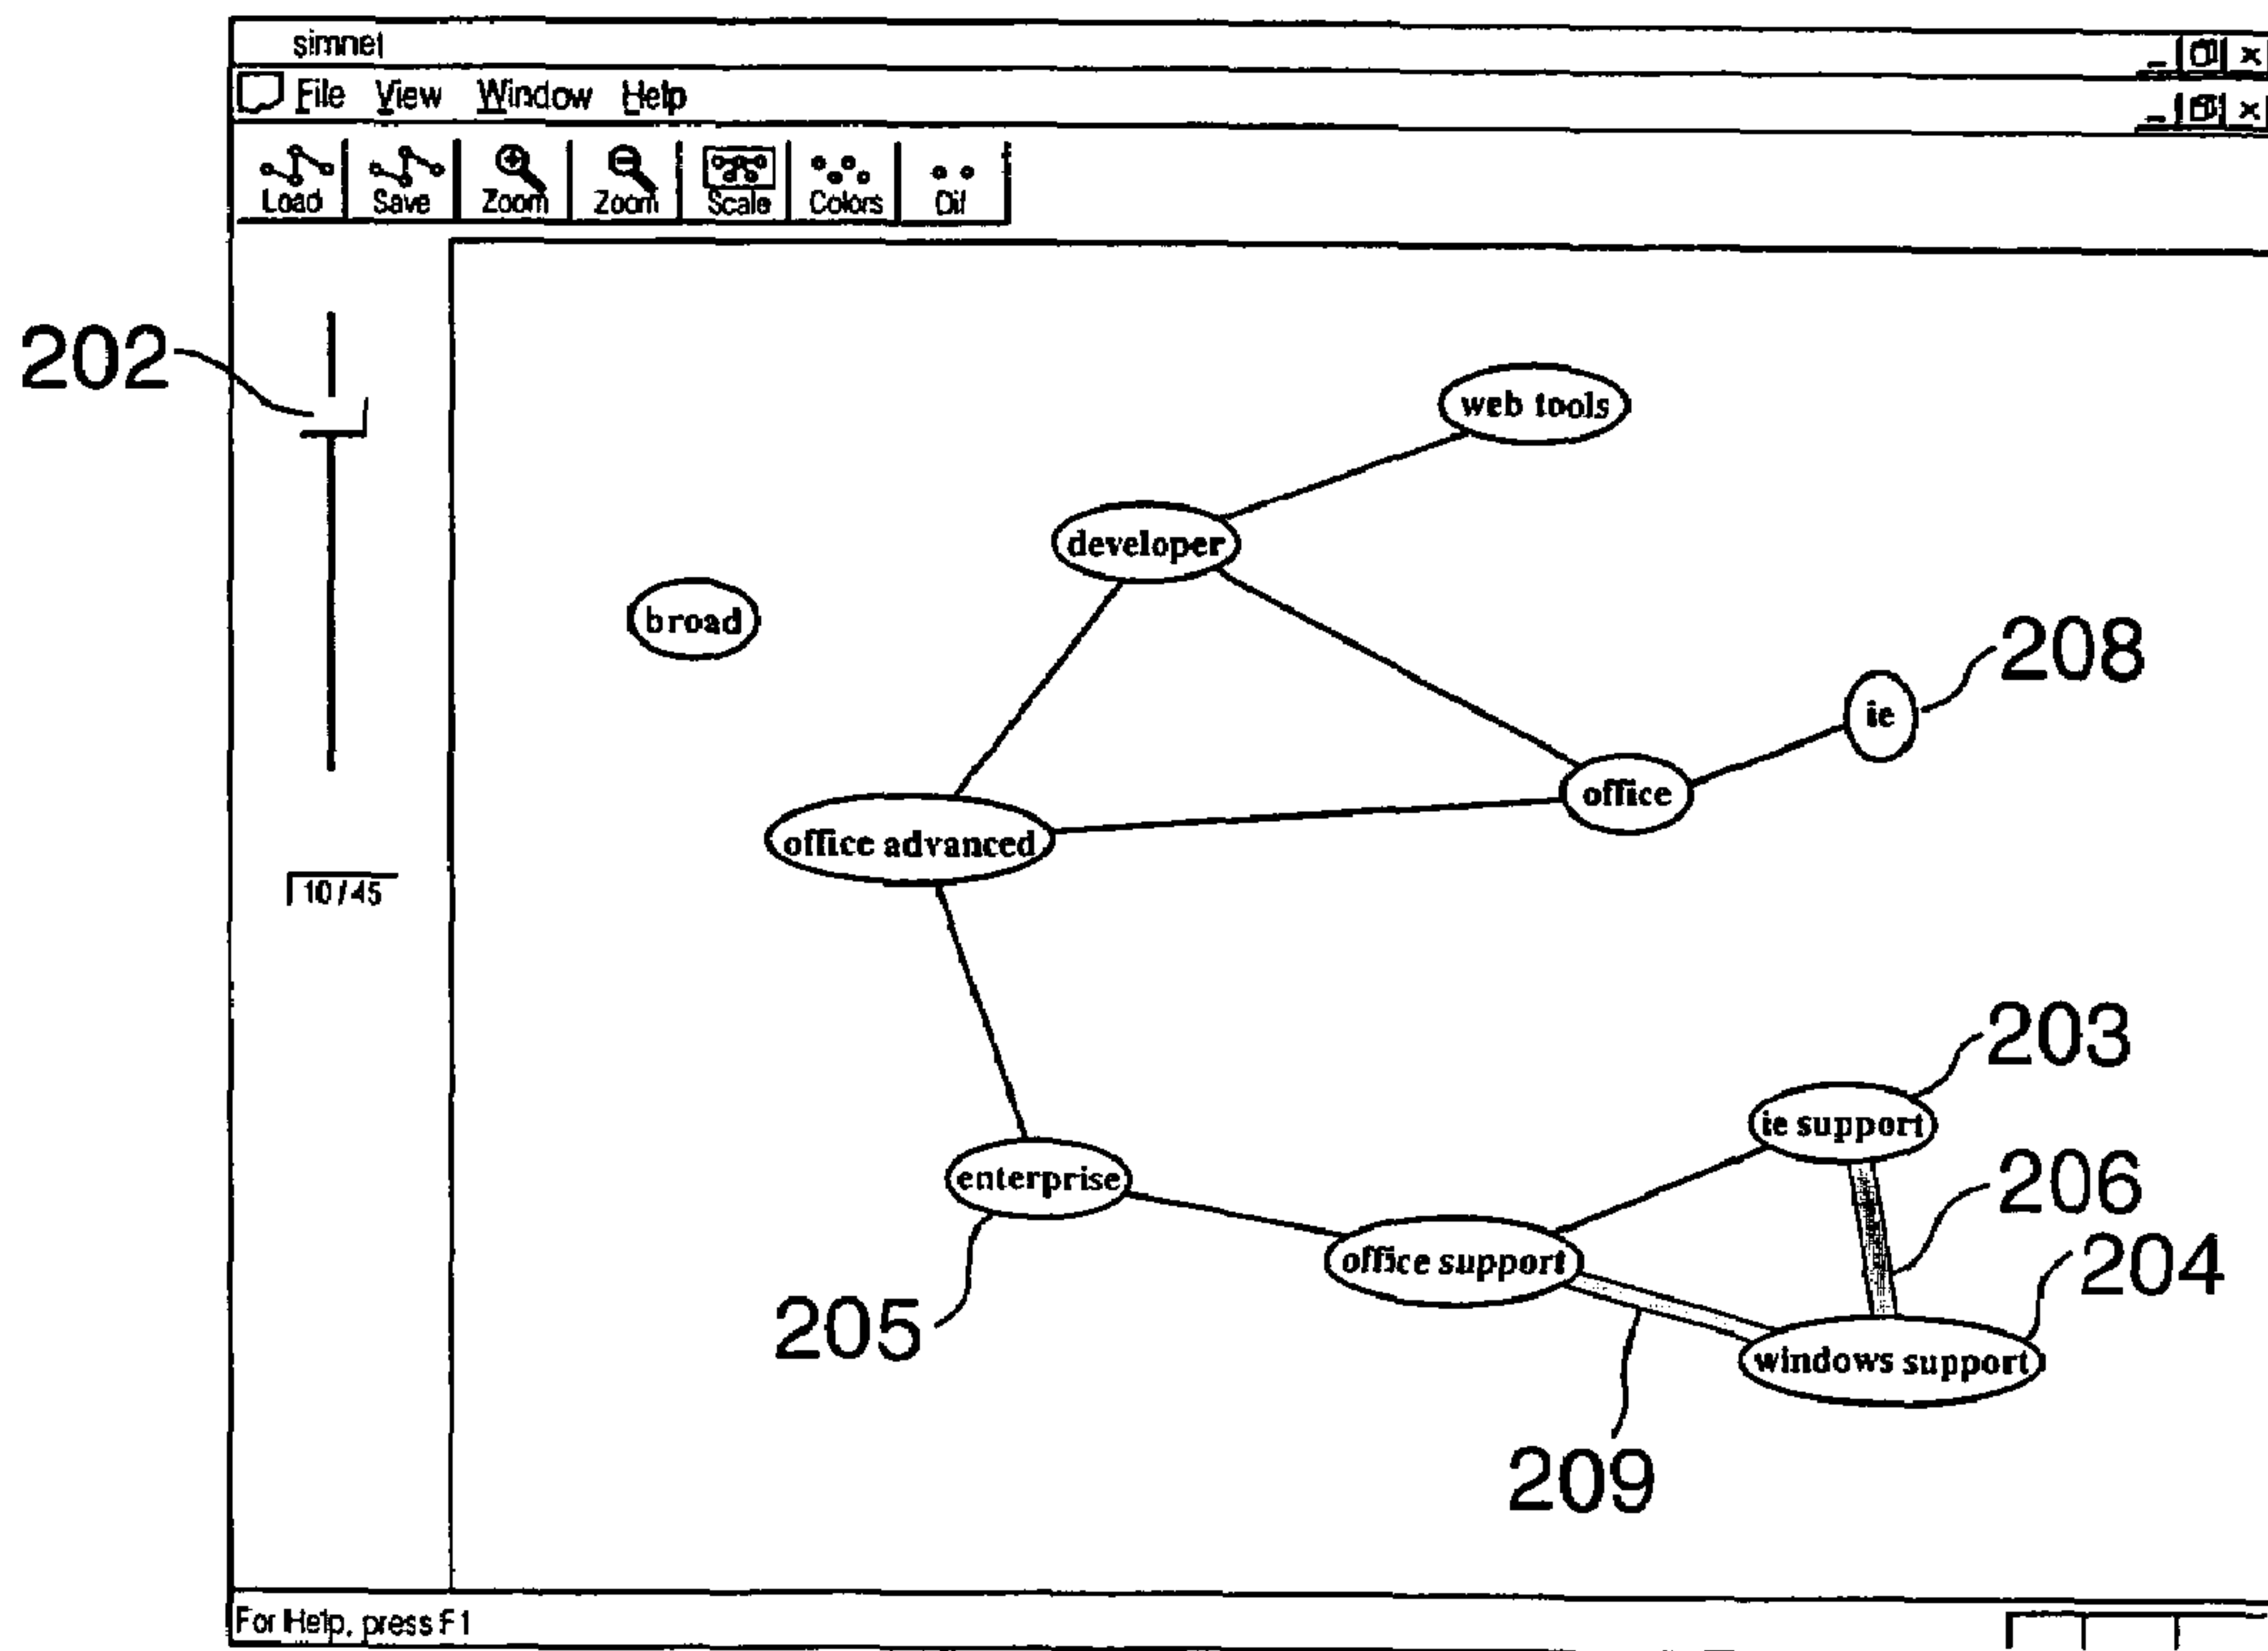 simnet
File View Window Help
Load Save Zoom Zoom Scale Colors Dif
202
web tools
developer
broad
208
ie
office
office advanced
10/45
203
ie support
206
enterprise
204
office support
205
windows support
209
For Help, press F1